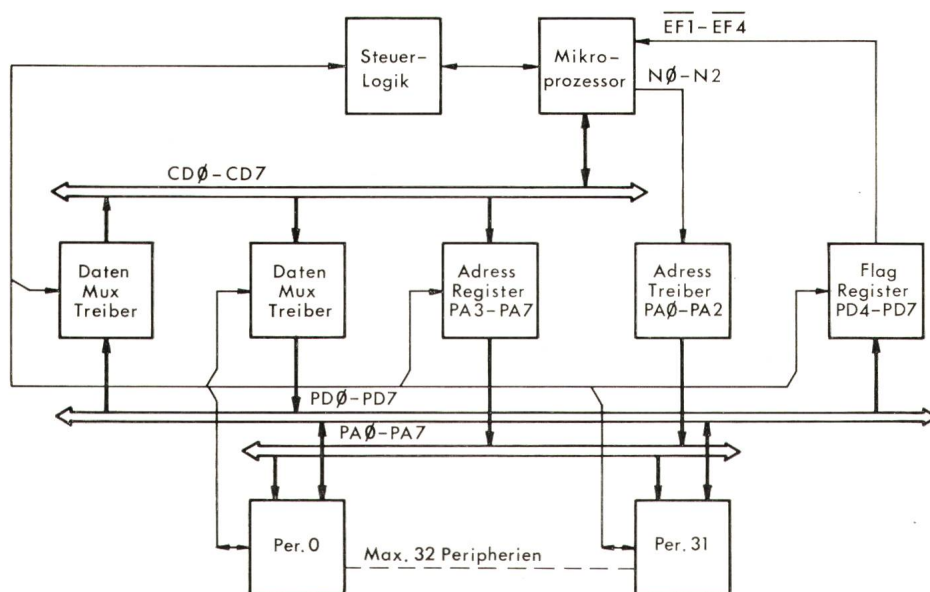 EF1–EF4
Steuer-
Logik
Mikro-
prozessor
NØ–N2
CDØ–CD7
Daten
Mux
Treiber
Daten
Mux
Treiber
Adress
Register
PA3–PA7
Adress
Treiber
PAØ–PA2
Flag
Register
PD4–PD7
PDØ–PD7
PAØ–PA7
Per.0
Max. 32 Peripherien
Per. 31